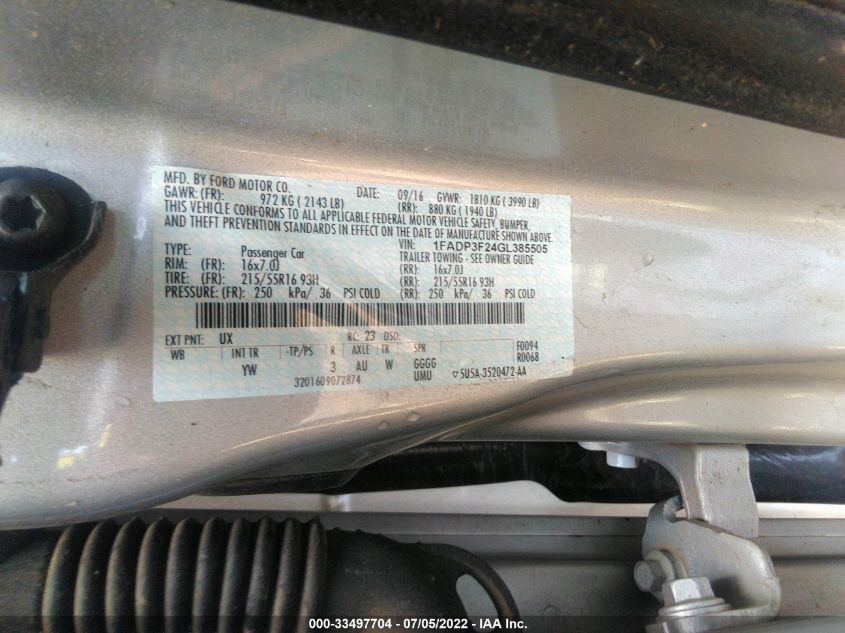 MFD. BY FORD MOTOR CO. DATE: 09/16 GVWR: 1810 KG ( 3990 LB)
GAWR: (FR): 972 KG ( 2143 LB) (RR): 880 KG ( 1940 LB)
THIS VEHICLE CONFORMS TO ALL APPLICABLE FEDERAL MOTOR VEHICLE SAFETY, BUMPER,
AND THEFT PREVENTION STANDARDS IN EFFECT ON THE DATE OF MANUFACTURE SHOWN ABOVE.
VIN: 1FADP3F24GL385505
TYPE: Passenger Car TRAILER TOWING - SEE OWNER GUIDE
RIM: (FR) 16x7.0J (RR): 16x7.0J
TIRE: (FR) 215/55R16 93H (RR): 215/55R16 93H
PRESSURE: (FR) 250 kPa/ 36 PSI COLD (RR): 250 kPa/ 36 PSI COLD
EXT PNT: UX RC: 23 DSO: F0094
WB INT TR TP/PS R AXLE TR SPR R0068
YW 3 AU W GGGG
UMU
3201609072874 ▽5U5A-3520472-AA
000-33497704 - 07/05/2022 - IAA Inc.